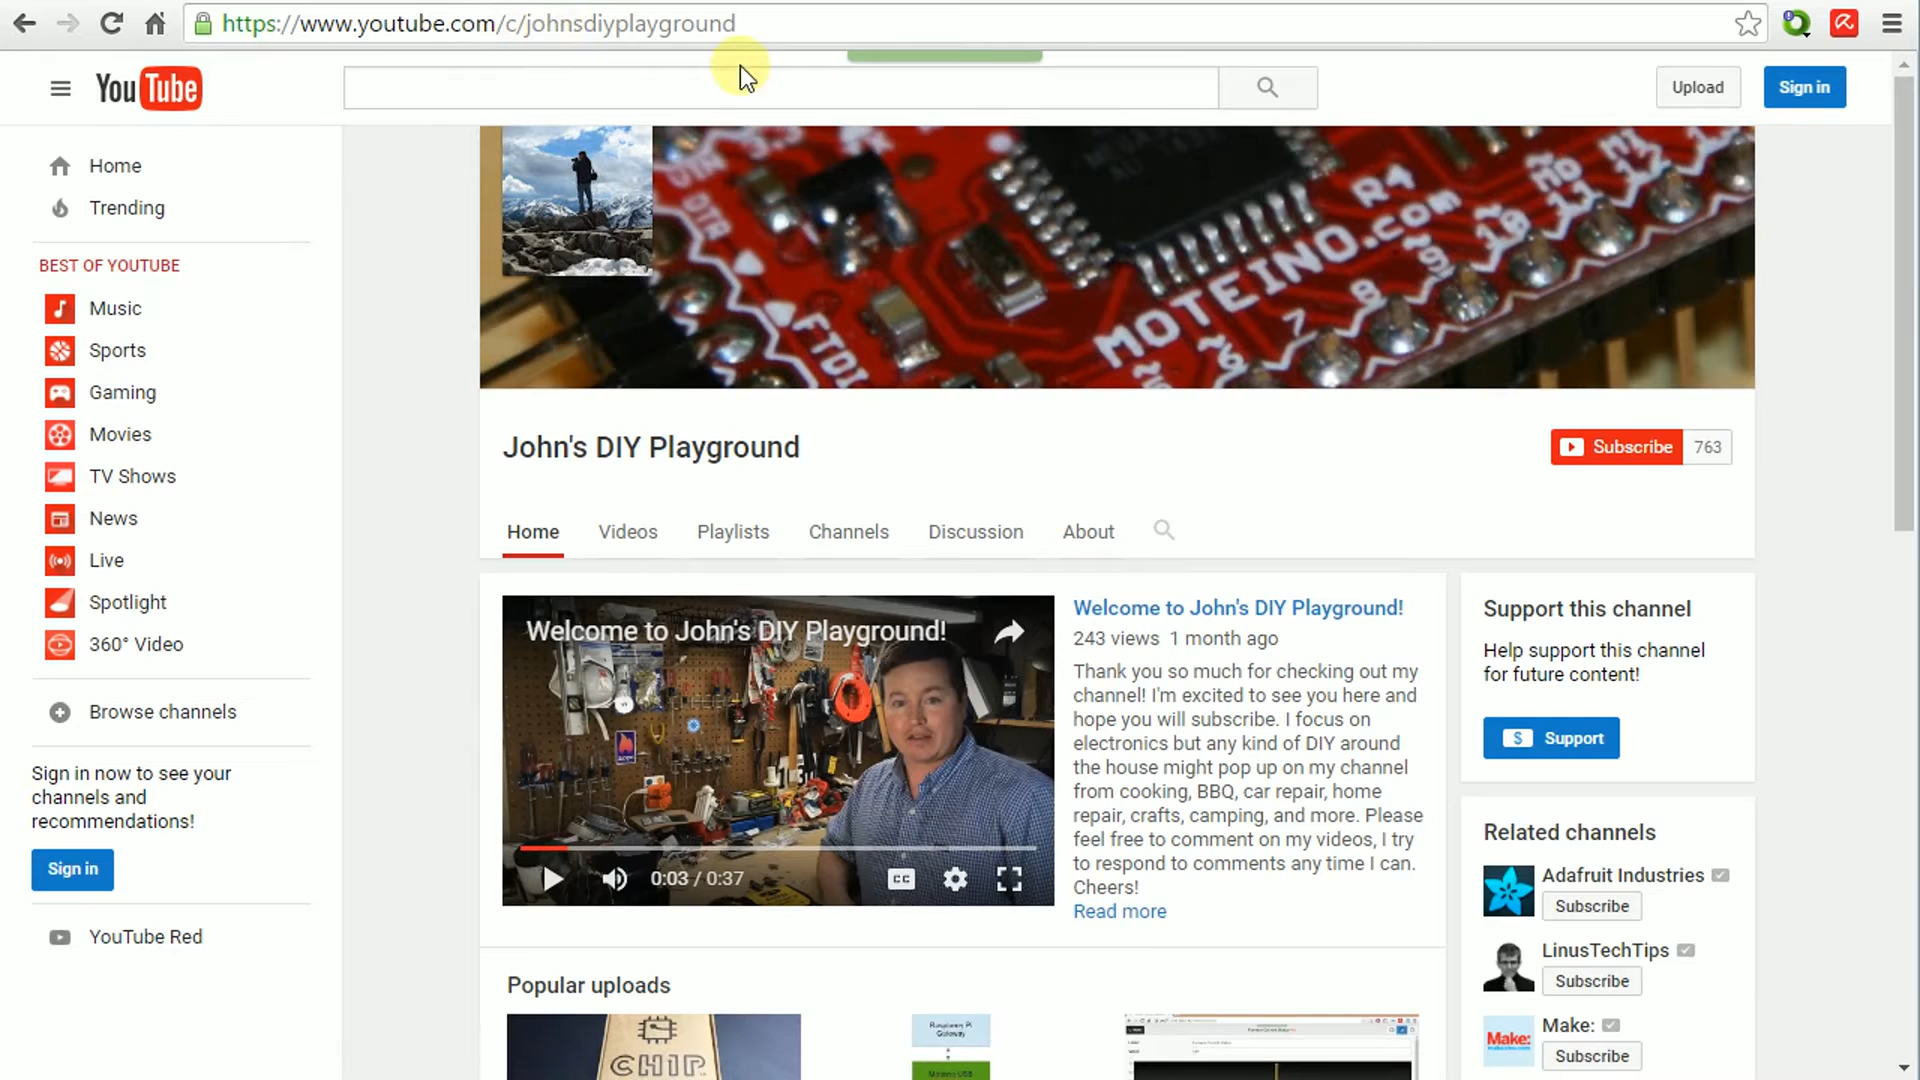 https://www.youtube.com/c/johnsdiyplayground
YouTube
Upload
Sign in
Home
Trending
BEST OF YOUTUBE
Music
Sports
Gaming
Movies
TV Shows
News
Live
Spotlight
360° Video
Browse channels
Sign in now to see your
channels and
recommendations!
Sign in
YouTube Red
DTR
FTDI
R4
MOTEINO.com
John's DIY Playground
Subscribe 763
Home Videos Playlists Channels Discussion About
Welcome to John's DIY Playground!
0:03 / 0:37
CC
Welcome to John's DIY Playground!
243 views 1 month ago
Thank you so much for checking out my
channel! I'm excited to see you here and
hope you will subscribe. I focus on
electronics but any kind of DIY around
the house might pop up on my channel
from cooking, BBQ, car repair, home
repair, crafts, camping, and more. Please
feel free to comment on my videos, I try
to respond to comments any time I can.
Cheers!
Read more
Popular uploads
CHIP
Raspberry Pi
Gateway
Moteino USB
Support this channel
Help support this channel
for future content!
$ Support
Related channels
Adafruit Industries
Subscribe
LinusTechTips
Subscribe
Make:
Make:
Subscribe